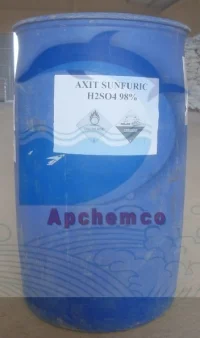 AXIT SUNFURIC
H2SO4 98%
Apchemco